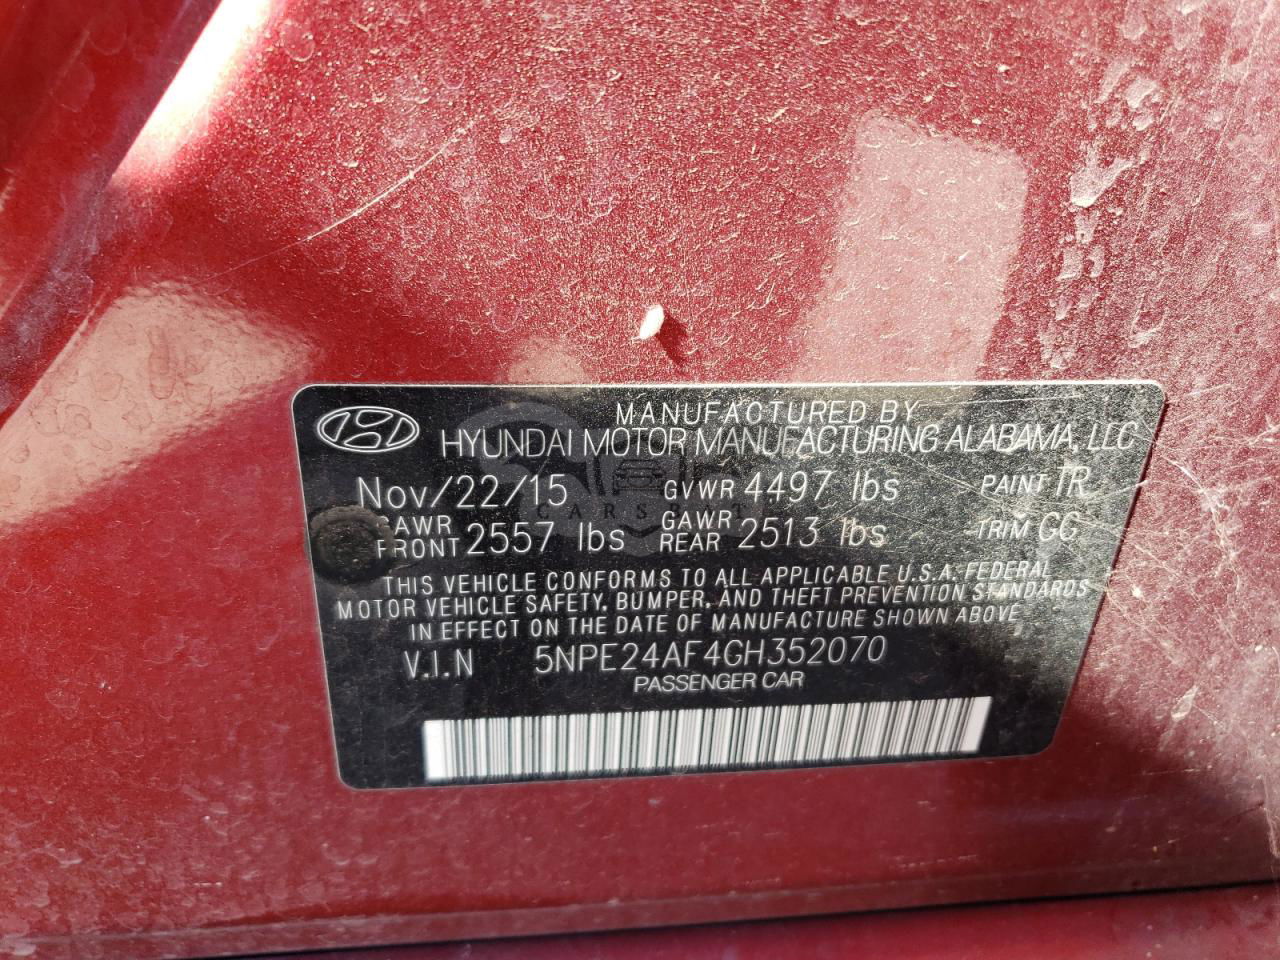 MANUFACTURED BY
HYUNDAI MOTOR MANUFACTURING ALABAMA, LLC
Nov/22/15 GVWR 4497 lbs PAINT TR
GAWR FRONT 2557 lbs GAWR REAR 2513 lbs TRIM GG
THIS VEHICLE CONFORMS TO ALL APPLICABLE U.S.A. FEDERAL
MOTOR VEHICLE SAFETY, BUMPER, AND THEFT PREVENTION STANDARDS
IN EFFECT ON THE DATE OF MANUFACTURE SHOWN ABOVE
V.I.N 5NPE24AF4GH352070
PASSENGER CAR